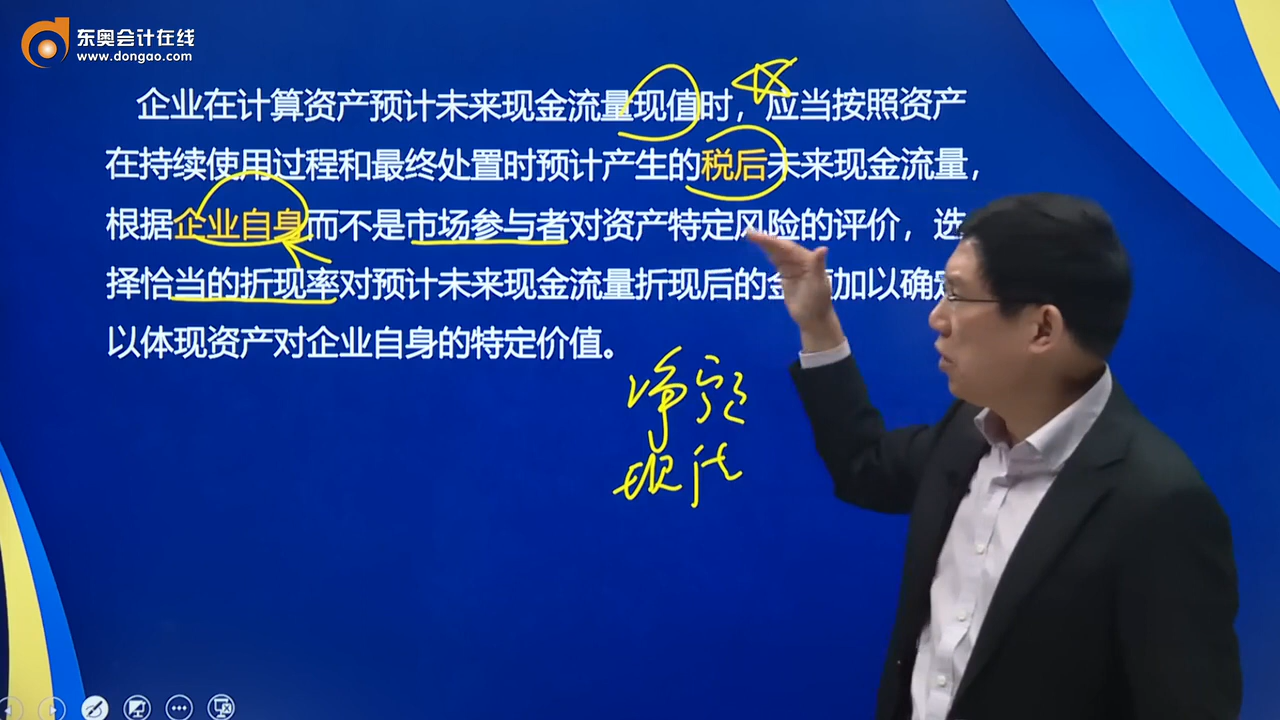 东奥会计在线
www.dongao.com
企业在计算资产预计未来现金流量现值时，应当按照资产
在持续使用过程和最终处置时预计产生的税后未来现金流量，
根据企业自身而不是市场参与者对资产特定风险的评价，选
择恰当的折现率对预计未来现金流量折现后的金额加以确定
以体现资产对企业自身的特定价值。
净额
现值